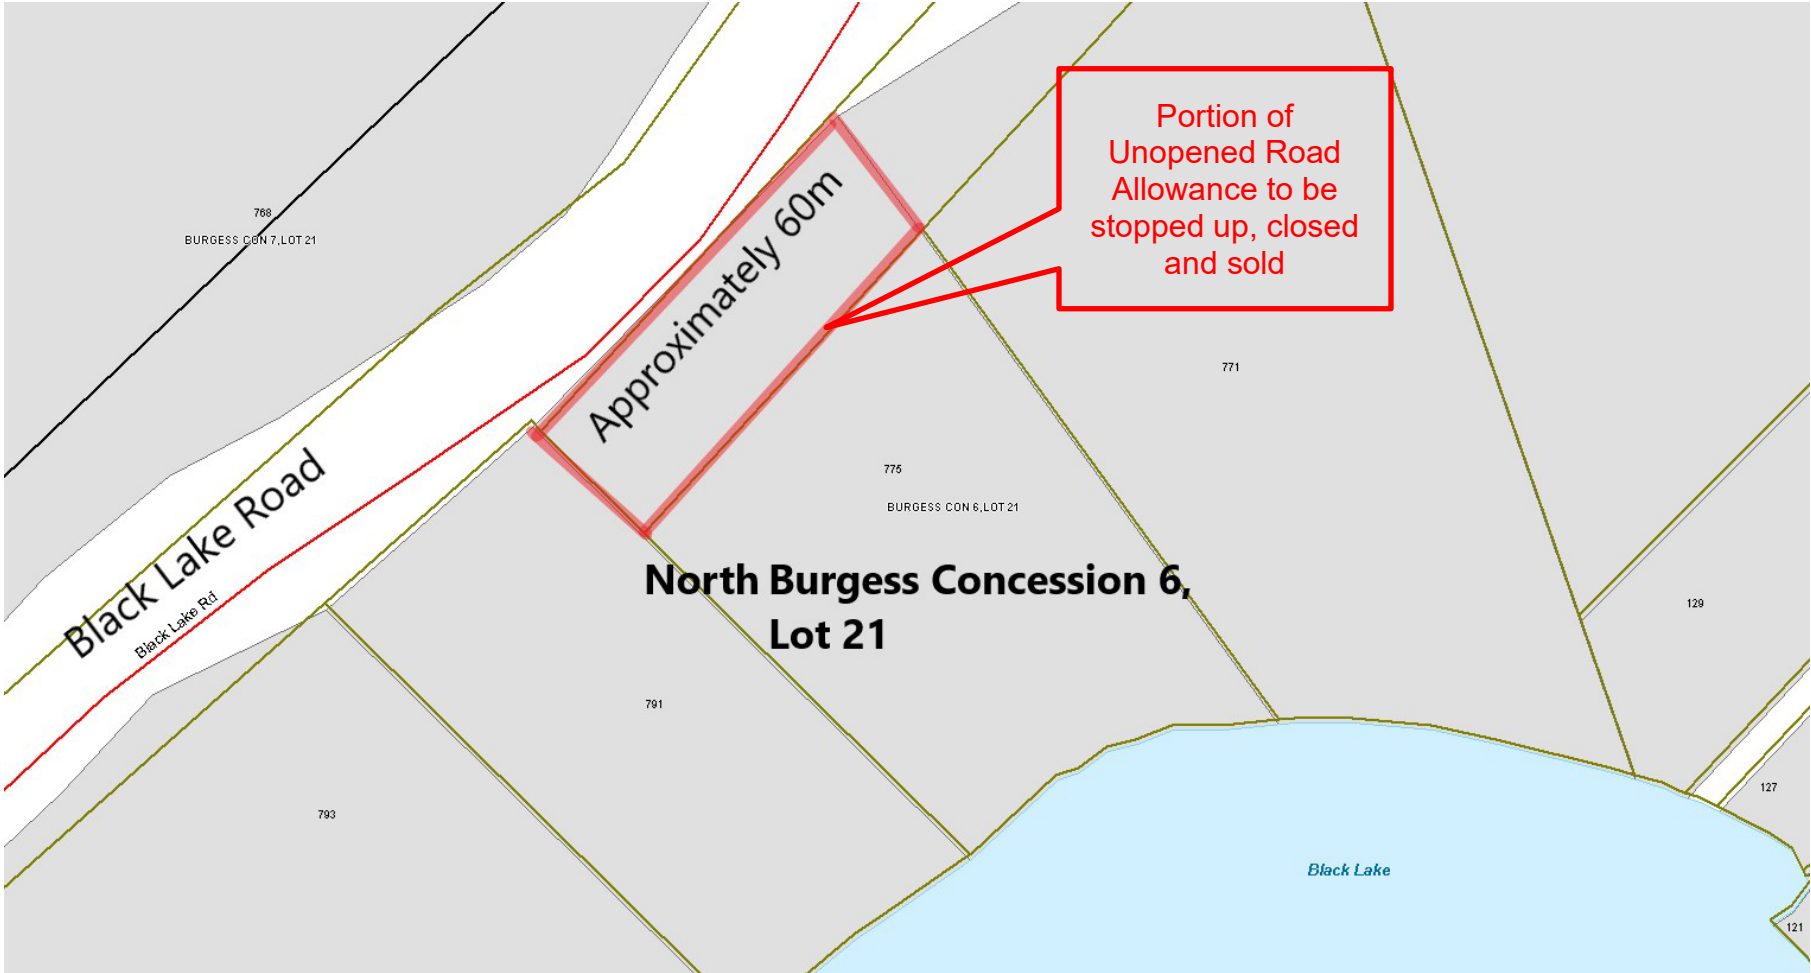 Portion of
Unopened Road
Allowance to be
stopped up, closed
and sold
Approximately 60m
768
BURGESS CON 7,LOT 21
771
775
BURGESS CON 6,LOT 21
North Burgess Concession 6,
Lot 21
Black Lake Road
Black Lake Rd
129
791
127
793
Black Lake
121